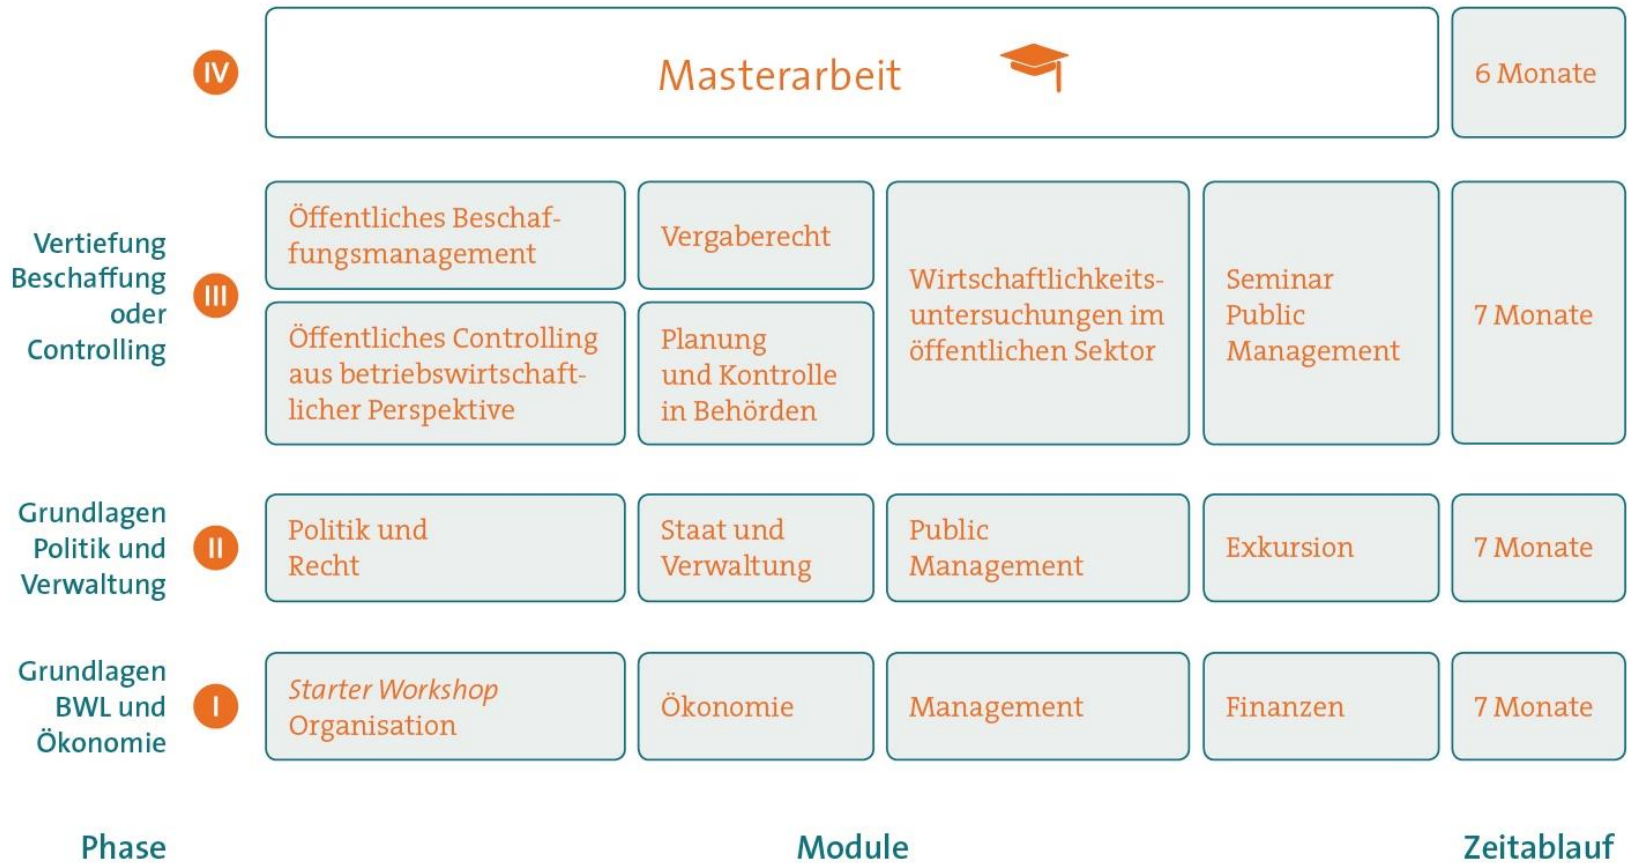 IV
Masterarbeit
6 Monate
Vertiefung
Beschaffung
oder
Controlling
III
Öffentliches Beschaf-
fungsmanagement
Vergaberecht
Öffentliches Controlling
aus betriebswirtschaft-
licher Perspektive
Planung
und Kontrolle
in Behörden
Wirtschaftlichkeits-
untersuchungen im
öffentlichen Sektor
Seminar
Public
Management
7 Monate
Grundlagen
Politik und
Verwaltung
II
Politik und
Recht
Staat und
Verwaltung
Public
Management
Exkursion
7 Monate
Grundlagen
BWL und
Ökonomie
I
Starter Workshop
Organisation
Ökonomie
Management
Finanzen
7 Monate
Phase
Module
Zeitablauf